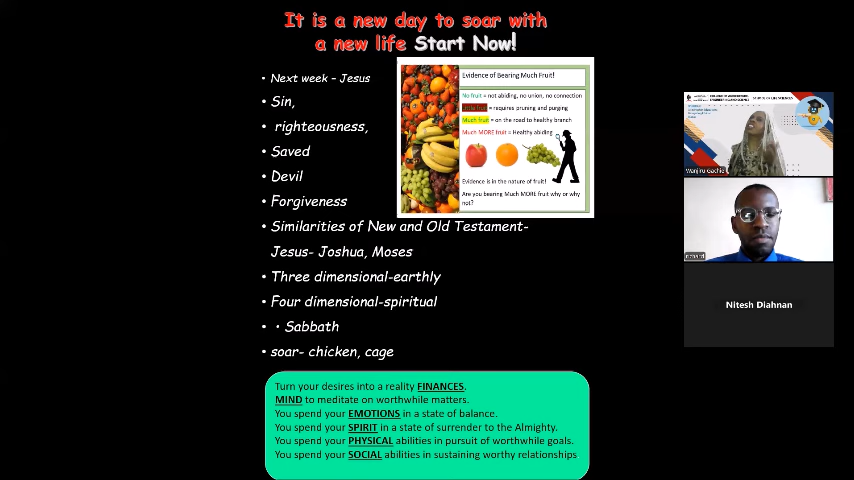 It is a new day to soar with
a new life Start Now!
• Next week – Jesus
• Sin,
• righteousness,
• Saved
• Devil
• Forgiveness
• Similarities of New and Old Testament-
Jesus- Joshua, Moses
• Three dimensional-earthly
• Four dimensional-spiritual
• • Sabbath
• soar- chicken, cage
Evidence of Bearing Much Fruit!
No fruit = not abiding, no union, no connection
Little fruit = requires pruning and purging
Much fruit = on the road to healthy branch
Much MORE fruit = Healthy abiding
Evidence is in the nature of fruit!
Are you bearing Much MORE fruit why or why
not?
Turn your desires into a reality FINANCES.
MIND to meditate on worthwhile matters.
You spend your EMOTIONS in a state of balance.
You spend your SPIRIT in a state of surrender to the Almighty.
You spend your PHYSICAL abilities in pursuit of worthwhile goals.
You spend your SOCIAL abilities in sustaining worthy relationships
SCHOOL OF LIFE SCIENCES
Wanjiru Gachie
richard
Nitesh Diahnan